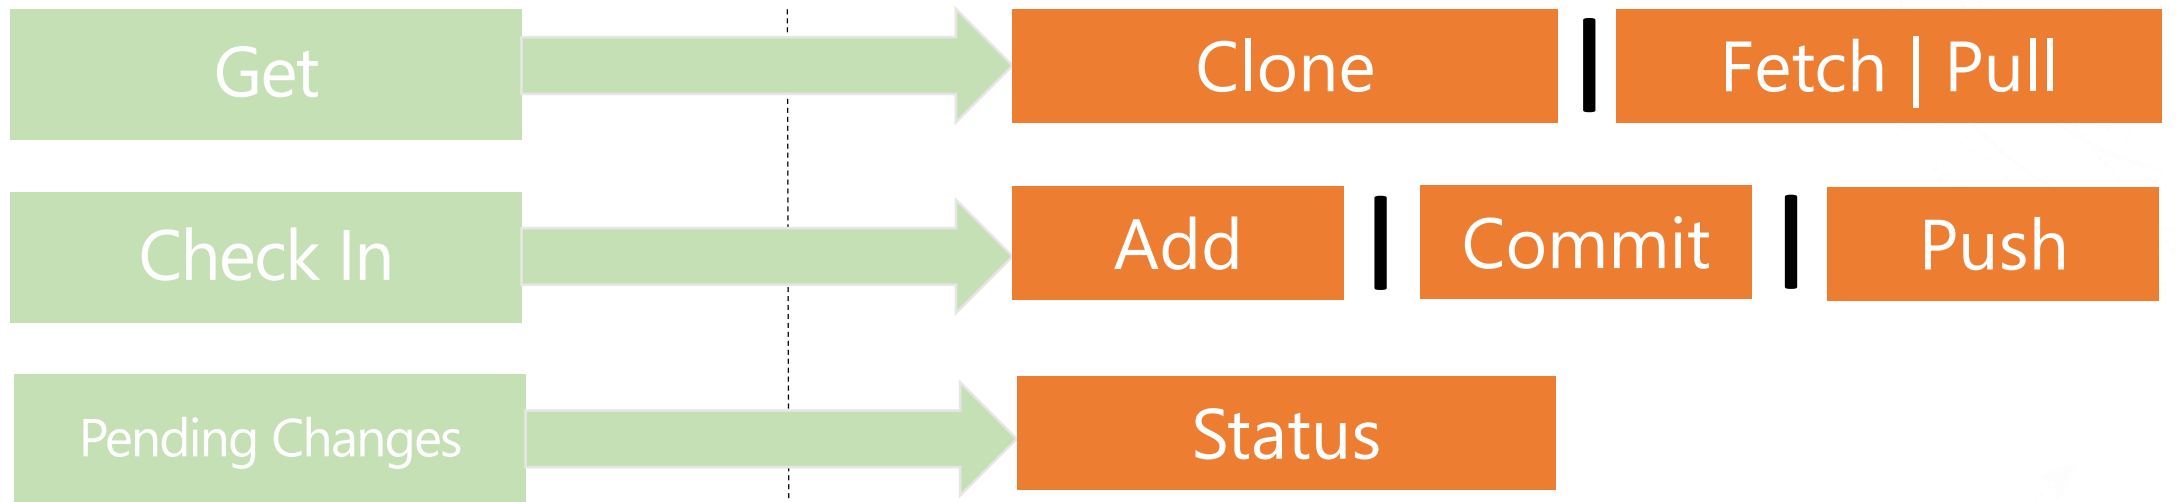 Get
Clone
Fetch | Pull
Check In
Add
Commit
Push
Pending Changes
Status